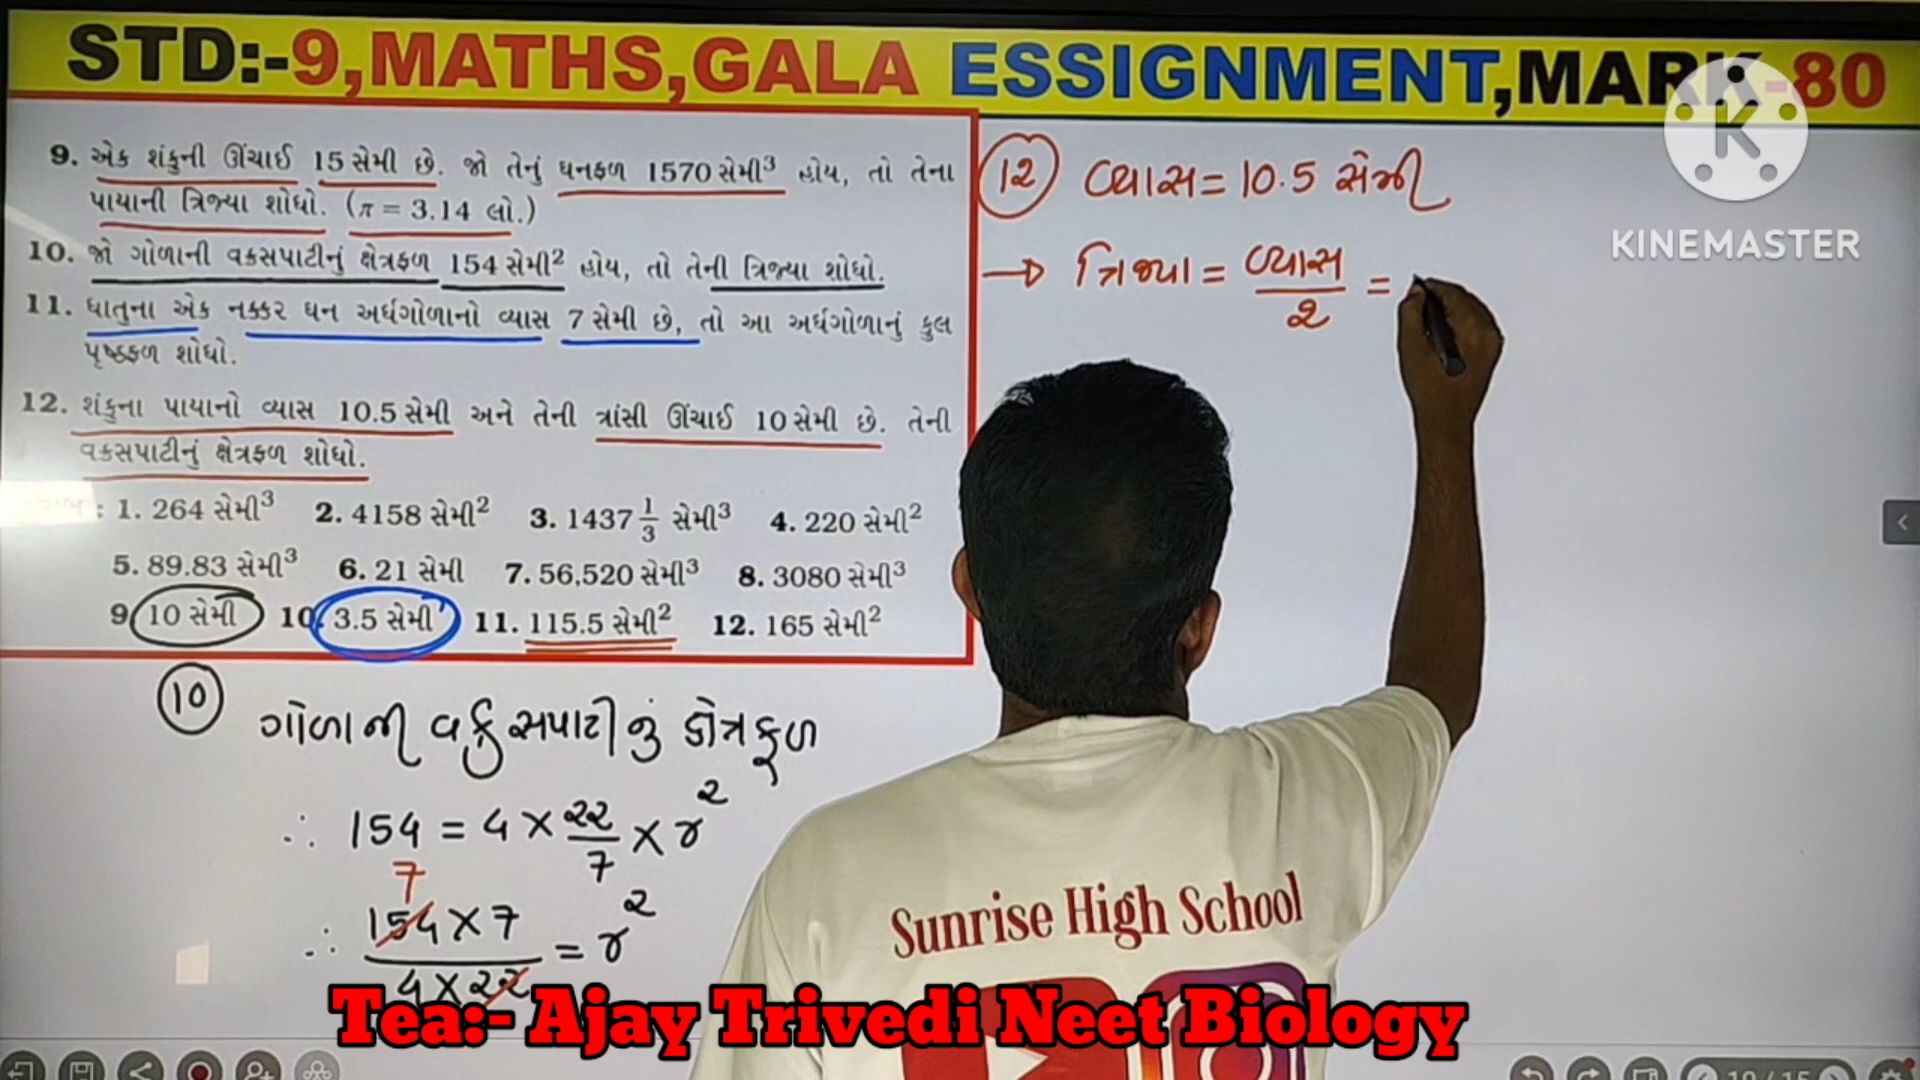 STD:-9,MATHS,GALA ESSIGNMENT,MARK-80
K
KINEMASTER
9. એક શંકુની ઊંચાઈ 15 સેમી છે. જો તેનું ઘનફળ 1570 સેમી³ હોય, તો તેના
પાયાની ત્રિજ્યા શોધો. (π = 3.14 લો.)
10. જો ગોળાની વક્રસપાટીનું ક્ષેત્રફળ 154 સેમી² હોય, તો તેની ત્રિજ્યા શોધો.
11. ધાતુના એક નક્કર ઘન અર્ધગોળાનો વ્યાસ 7 સેમી છે, તો આ અર્ધગોળાનું કુલ
પૃષ્ઠફળ શોધો.
12. શંકુના પાયાનો વ્યાસ 10.5 સેમી અને તેની ત્રાંસી ઊંચાઈ 10 સેમી છે. તેની
વક્રસપાટીનું ક્ષેત્રફળ શોધો.
: 1. 264 સેમી³ 2. 4158 સેમી² 3. 1437 1/3 સેમી³ 4. 220 સેમી²
5. 89.83 સેમી³ 6. 21 સેમી 7. 56,520 સેમી³ 8. 3080 સેમી³
9. 10 સેમી 10. 3.5 સેમી 11. 115.5 સેમી² 12. 165 સેમી²
10 ગોળાની વક્રસપાટીનું ક્ષેત્રફળ
∴ 154 = 4 × 22/7 × r²
7
∴ 154 × 7 / 4 × 22 = r²
12 વ્યાસ = 10.5 સેમી
→ ત્રિજ્યા = વ્યાસ/2 =
Sunrise High School
Tea:- Ajay Trivedi Neet Biology
10 / 15